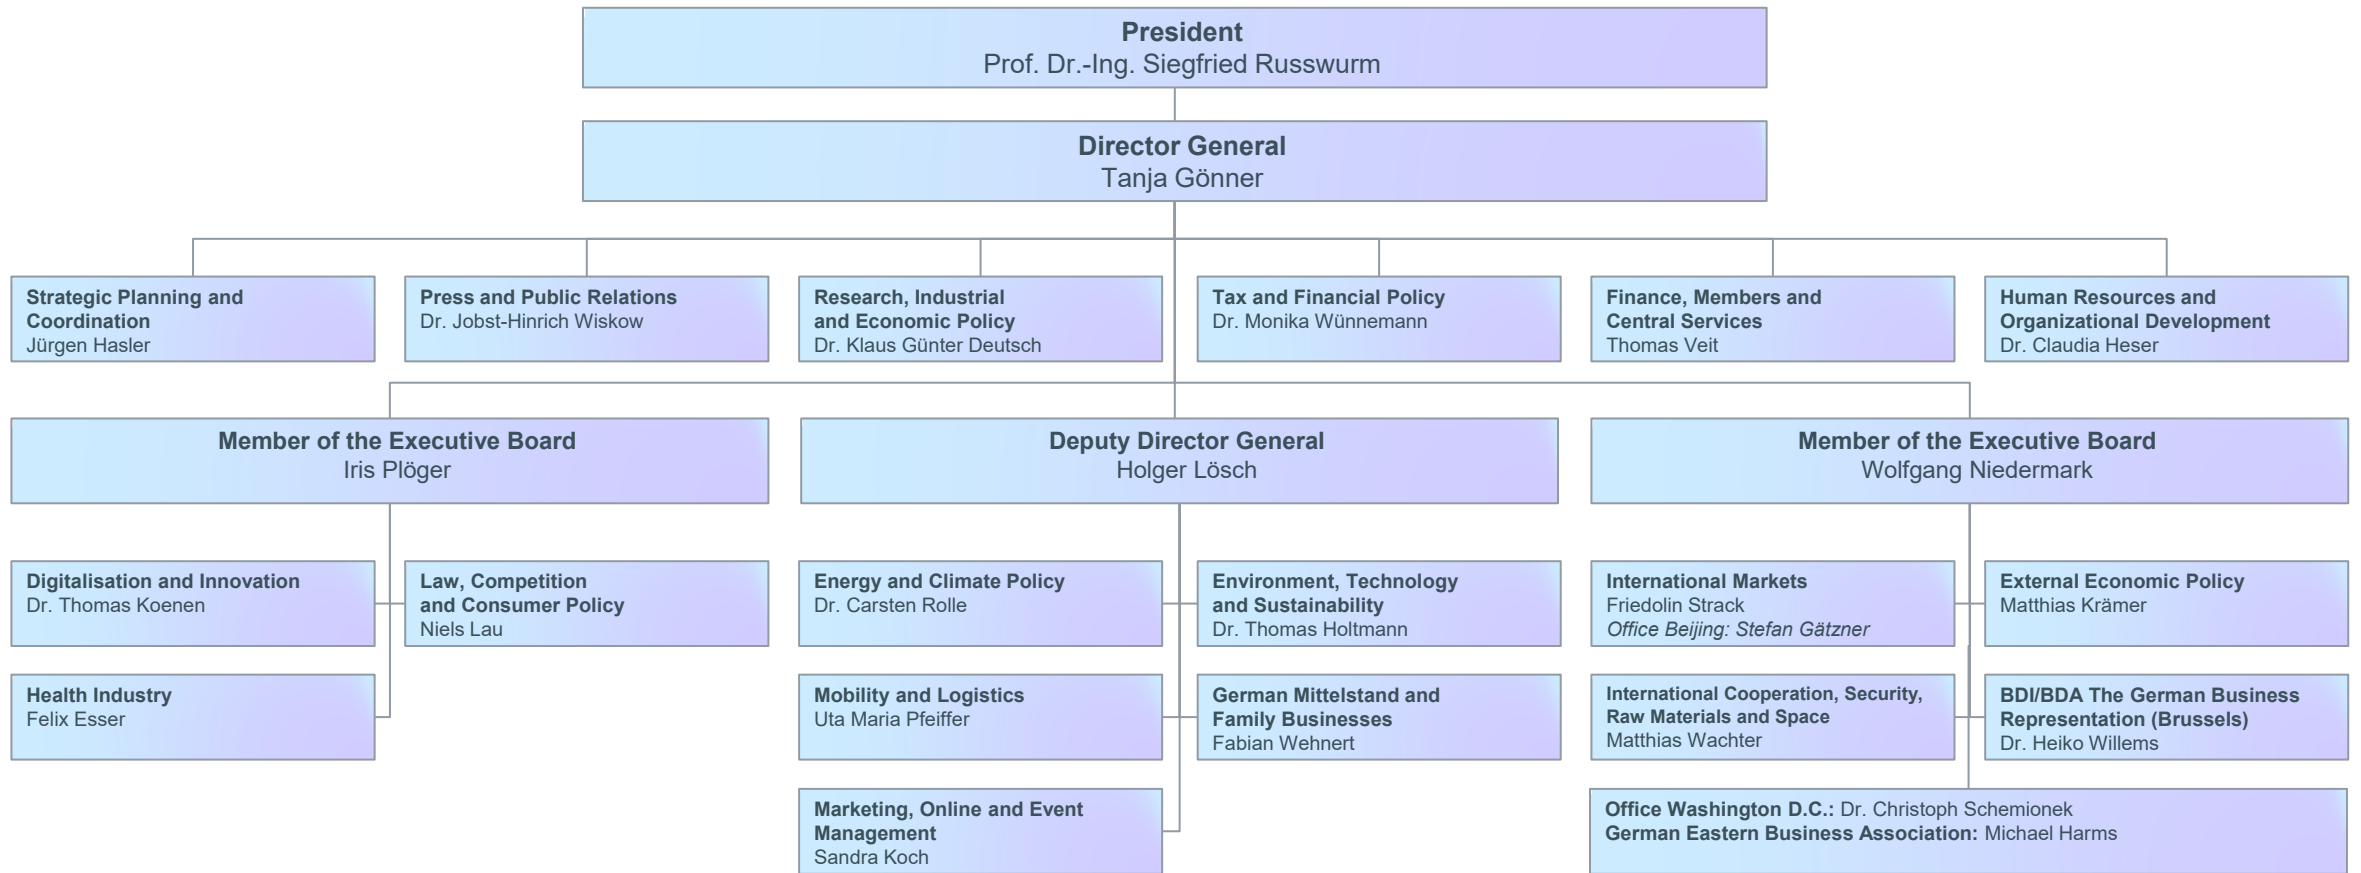 President
Prof. Dr.-Ing. Siegfried Russwurm
Director General
Tanja Gönner
Strategic Planning and
Coordination
Jürgen Hasler
Press and Public Relations
Dr. Jobst-Hinrich Wiskow
Research, Industrial
and Economic Policy
Dr. Klaus Günter Deutsch
Tax and Financial Policy
Dr. Monika Wünnemann
Finance, Members and
Central Services
Thomas Veit
Human Resources and
Organizational Development
Dr. Claudia Heser
Member of the Executive Board
Iris Plöger
Deputy Director General
Holger Lösch
Member of the Executive Board
Wolfgang Niedermark
Digitalisation and Innovation
Dr. Thomas Koenen
Law, Competition
and Consumer Policy
Niels Lau
Energy and Climate Policy
Dr. Carsten Rolle
Environment, Technology
and Sustainability
Dr. Thomas Holtmann
International Markets
Friedolin Strack
Office Beijing: Stefan Gätzner
External Economic Policy
Matthias Krämer
Health Industry
Felix Esser
Mobility and Logistics
Uta Maria Pfeiffer
German Mittelstand and
Family Businesses
Fabian Wehnert
International Cooperation, Security,
Raw Materials and Space
Matthias Wachter
BDI/BDA The German Business
Representation (Brussels)
Dr. Heiko Willems
Marketing, Online and Event
Management
Sandra Koch
Office Washington D.C.: Dr. Christoph Schemionek
German Eastern Business Association: Michael Harms